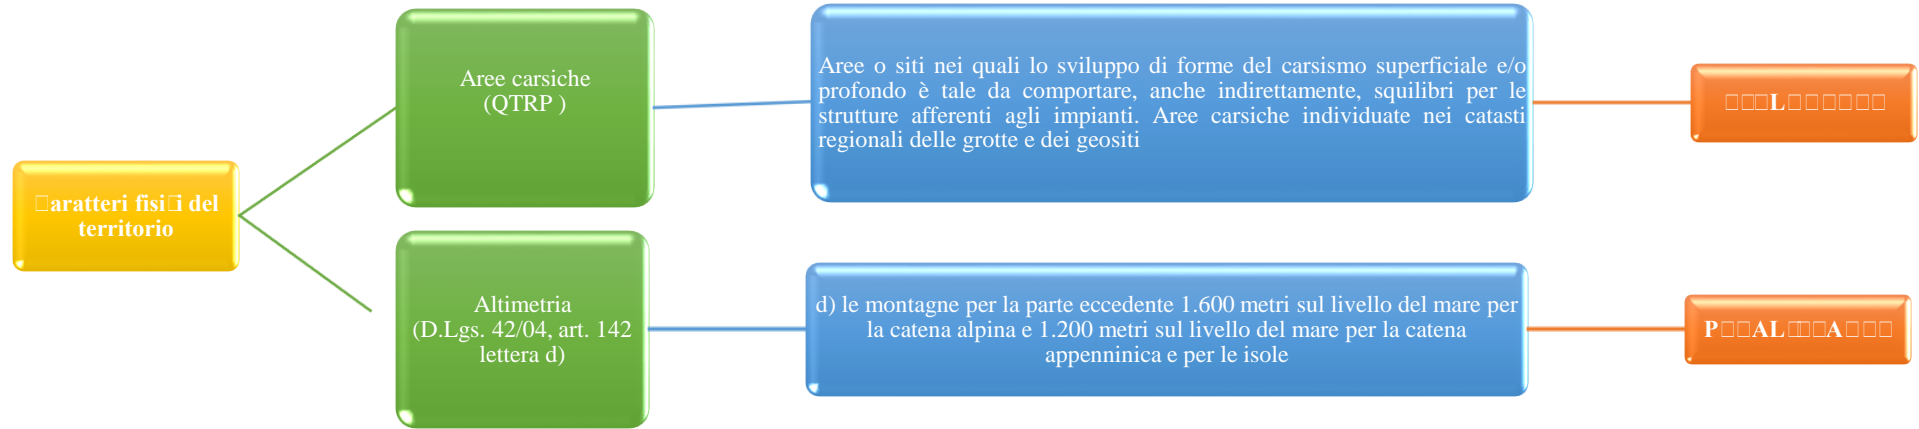 Aree carsiche
(QTRP )
Aree o siti nei quali lo sviluppo di forme del carsismo superficiale e/o
profondo è tale da comportare, anche indirettamente, squilibri per le
strutture afferenti agli impianti. Aree carsiche individuate nei catasti
regionali delle grotte e dei geositi
del
territorio
Altimetria
(D.Lgs. 42/04, art. 142
lettera d)
d) le montagne per la parte eccedente 1.600 metri sul livello del mare per
la catena alpina e 1.200 metri sul livello del mare per la catena
appenninica e per le isole